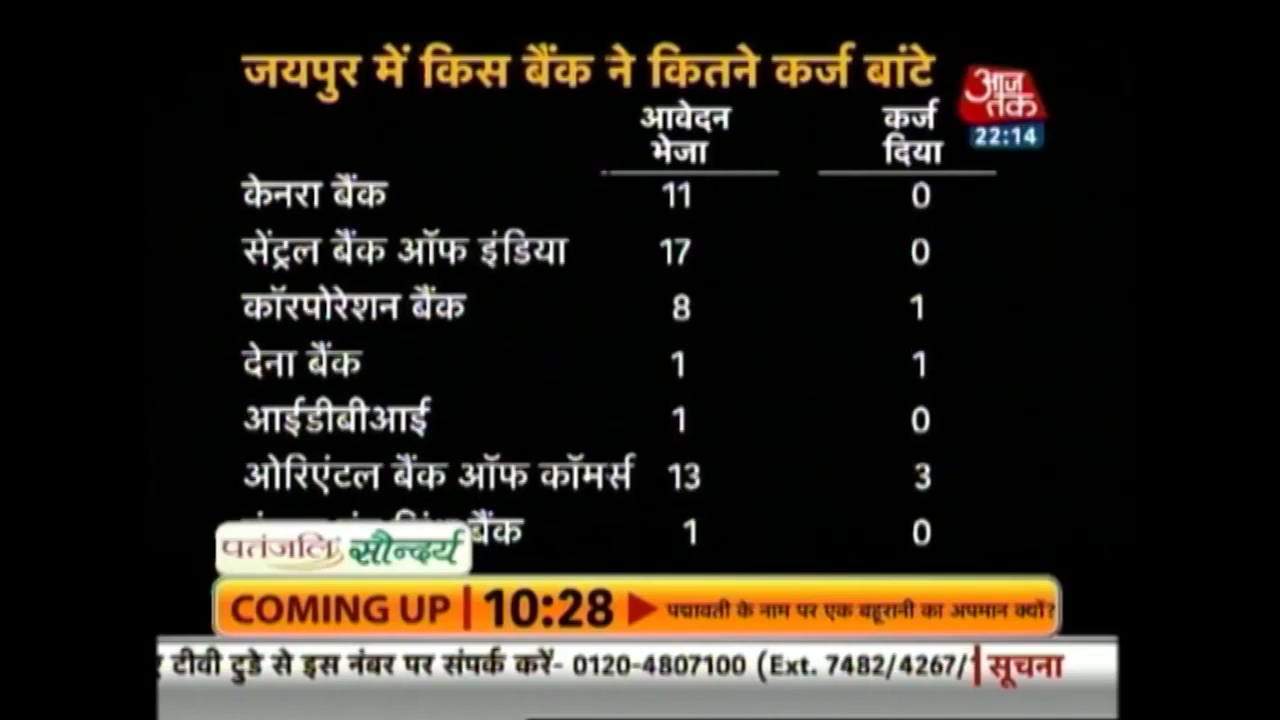 जयपुर में किस बैंक ने कितने कर्ज बांटे
आज
तक
22:14
आवेदन कर्ज
भेजा दिया
केनरा बैंक 11 0
सेंट्रल बैंक ऑफ इंडिया 17 0
कॉरपोरेशन बैंक 8 1
देना बैंक 1 1
आईडीबीआई 1 0
ओरिएंटल बैंक ऑफ कॉमर्स 13 3
बैंक 1 0
पतंजलि सौन्दर्य
COMING UP 10:28 पद्मावती के नाम पर एक बहूरानी का अपमान क्यों?
टीवी टुडे से इस नंबर पर संपर्क करें- 0120-4807100 (Ext. 7482/4267/ सूचना